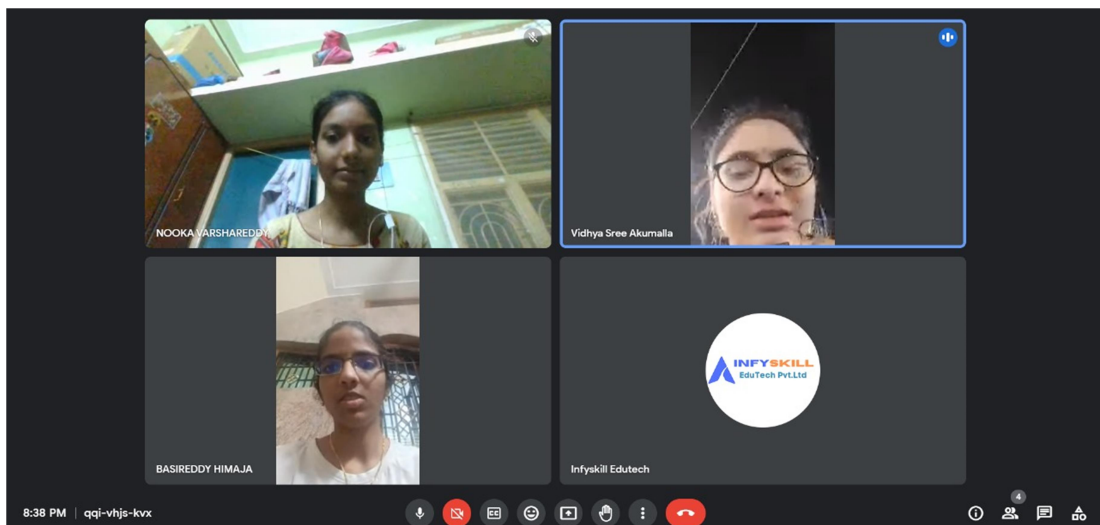 NOOKA VARSHAREDDY
Vidhya Sree Akumalla
INFYSKILL
EduTech Pvt.Ltd
BASIREDDY HIMAJA
Infyskill Edutech
8:38 PM | qqi-vhjs-kvx
CC
4